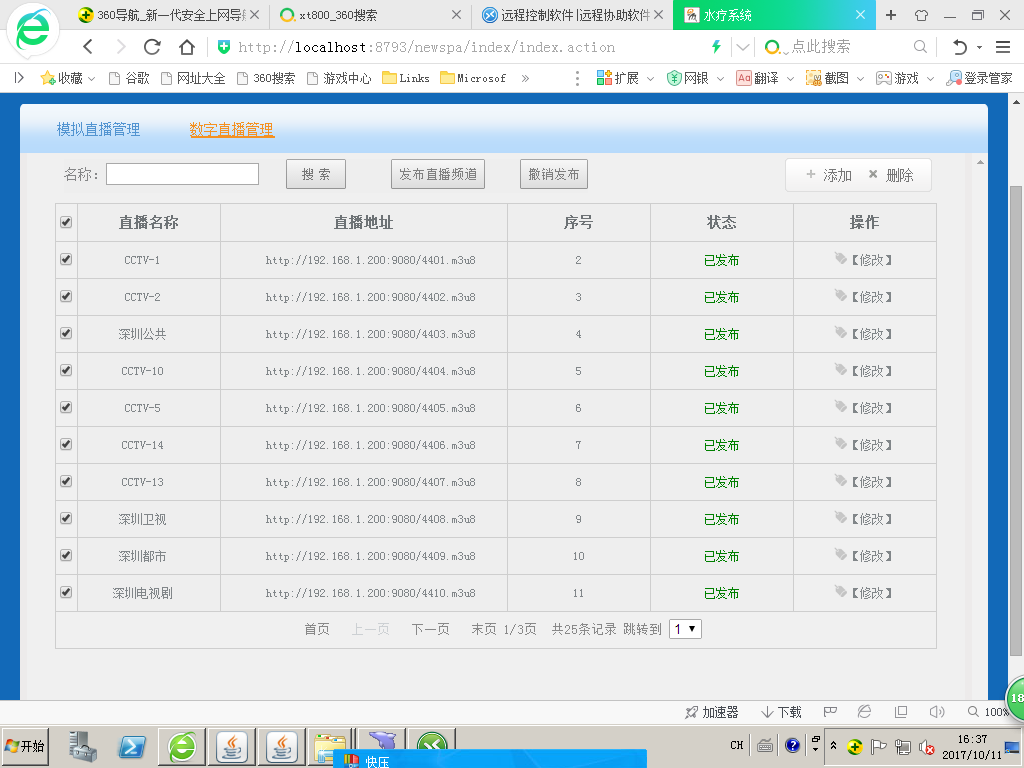 360导航_新一代安全上网导
xt800_360搜索
远程控制软件|远程协助软件
水疗系统
http://localhost:8793/newspa/index/index.action
点此搜索
收藏 谷歌 网址大全 360搜索 游戏中心 Links Microsof » 扩展 网银 Aa 翻译 截图 游戏 登录管家
模拟直播管理 数字直播管理
名称: 搜 索 发布直播频道 撤销发布 + 添加 × 删除
直播名称 直播地址 序号 状态 操作
CCTV-1 http://192.168.1.200:9080/4401.m3u8 2 已发布 【修改】
CCTV-2 http://192.168.1.200:9080/4402.m3u8 3 已发布 【修改】
深圳公共 http://192.168.1.200:9080/4403.m3u8 4 已发布 【修改】
CCTV-10 http://192.168.1.200:9080/4404.m3u8 5 已发布 【修改】
CCTV-5 http://192.168.1.200:9080/4405.m3u8 6 已发布 【修改】
CCTV-14 http://192.168.1.200:9080/4406.m3u8 7 已发布 【修改】
CCTV-13 http://192.168.1.200:9080/4407.m3u8 8 已发布 【修改】
深圳卫视 http://192.168.1.200:9080/4408.m3u8 9 已发布 【修改】
深圳都市 http://192.168.1.200:9080/4409.m3u8 10 已发布 【修改】
深圳电视剧 http://192.168.1.200:9080/4410.m3u8 11 已发布 【修改】
首页 上一页 下一页 末页 1/3页 共25条记录 跳转到 1
18
加速器 下载 100%
开始 CH 16:37
2017/10/11
快压